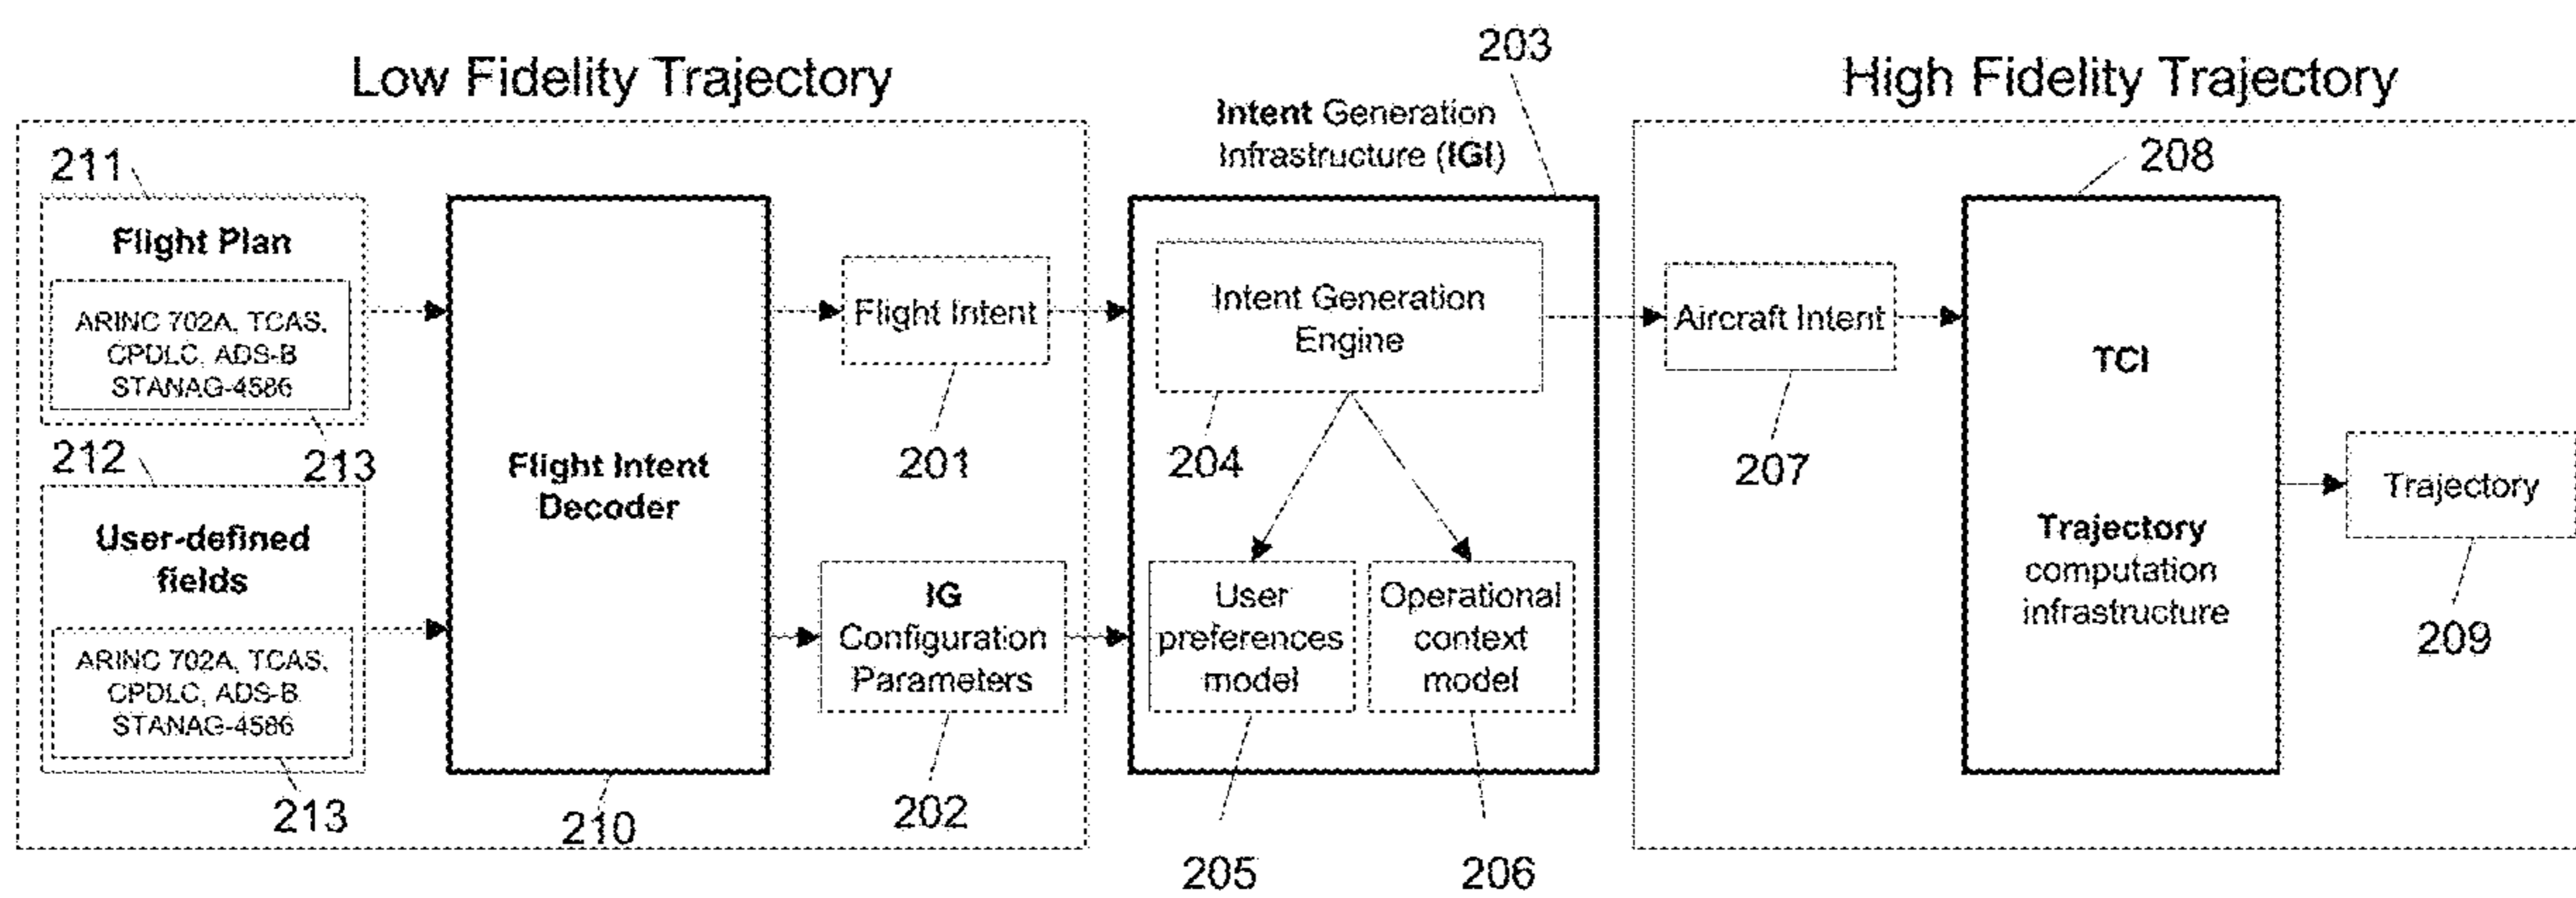 Low Fidelity Trajectory
211
Flight Plan
ARINC 702A, TCAS,
CPDLC, ADS-B
STANAG-4586
213
212
User-defined
fields
ARINC 702A, TCAS,
CPDLC, ADS-B
STANAG-4586
213
Flight Intent
Decoder
210
Flight Intent
201
IG
Configuration
Parameters
202
203
Intent Generation
Infrastructure (IGI)
Intent Generation
Engine
204
User
preferences
model
205
Operational
context
model
206
High Fidelity Trajectory
Aircraft Intent
207
208
TCI
Trajectory
computation
infrastructure
Trajectory
209